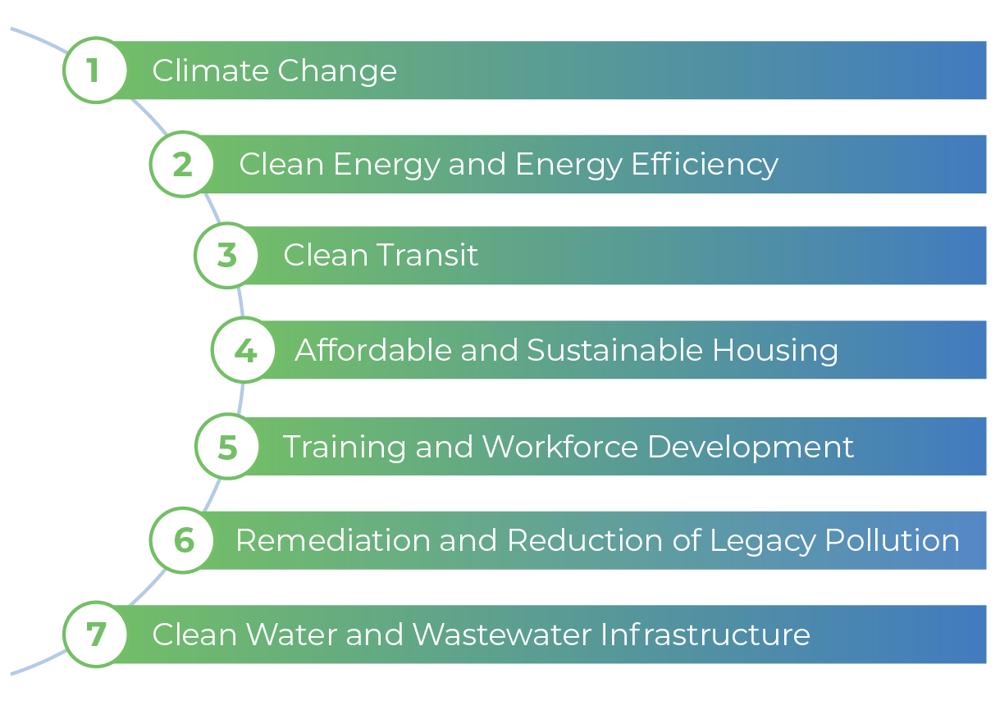 1 Climate Change
2 Clean Energy and Energy Efficiency
3 Clean Transit
4 Affordable and Sustainable Housing
5 Training and Workforce Development
6 Remediation and Reduction of Legacy Pollution
7 Clean Water and Wastewater Infrastructure